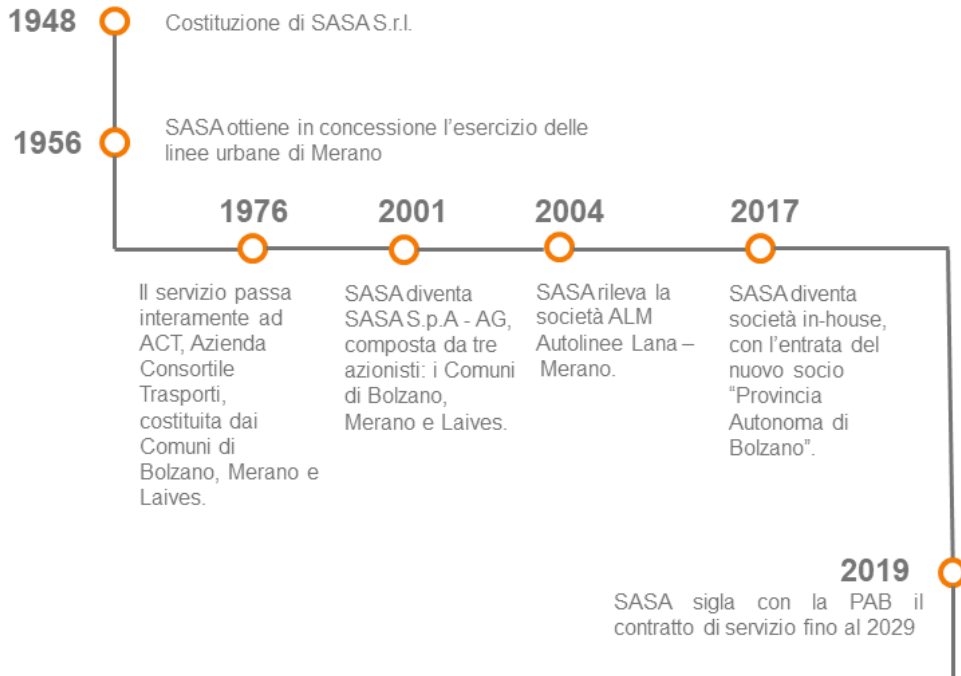 1948
Costituzione di SASA S.r.l.
1956
SASA ottiene in concessione l'esercizio delle
linee urbane di Merano
1976
Il servizio passa
interamente ad
ACT, Azienda
Consortile
Trasporti,
costituita dai
Comuni di
Bolzano, Merano e
Laives.
2001
SASA diventa
SASA S.p.A - AG,
composta da tre
azionisti: i Comuni
di Bolzano,
Merano e Laives.
2004
SASA rileva la
società ALM
Autolinee Lana –
Merano.
2017
SASA diventa
società in-house,
con l'entrata del
nuovo socio
"Provincia
Autonoma di
Bolzano".
2019
SASA sigla con la PAB il
contratto di servizio fino al 2029